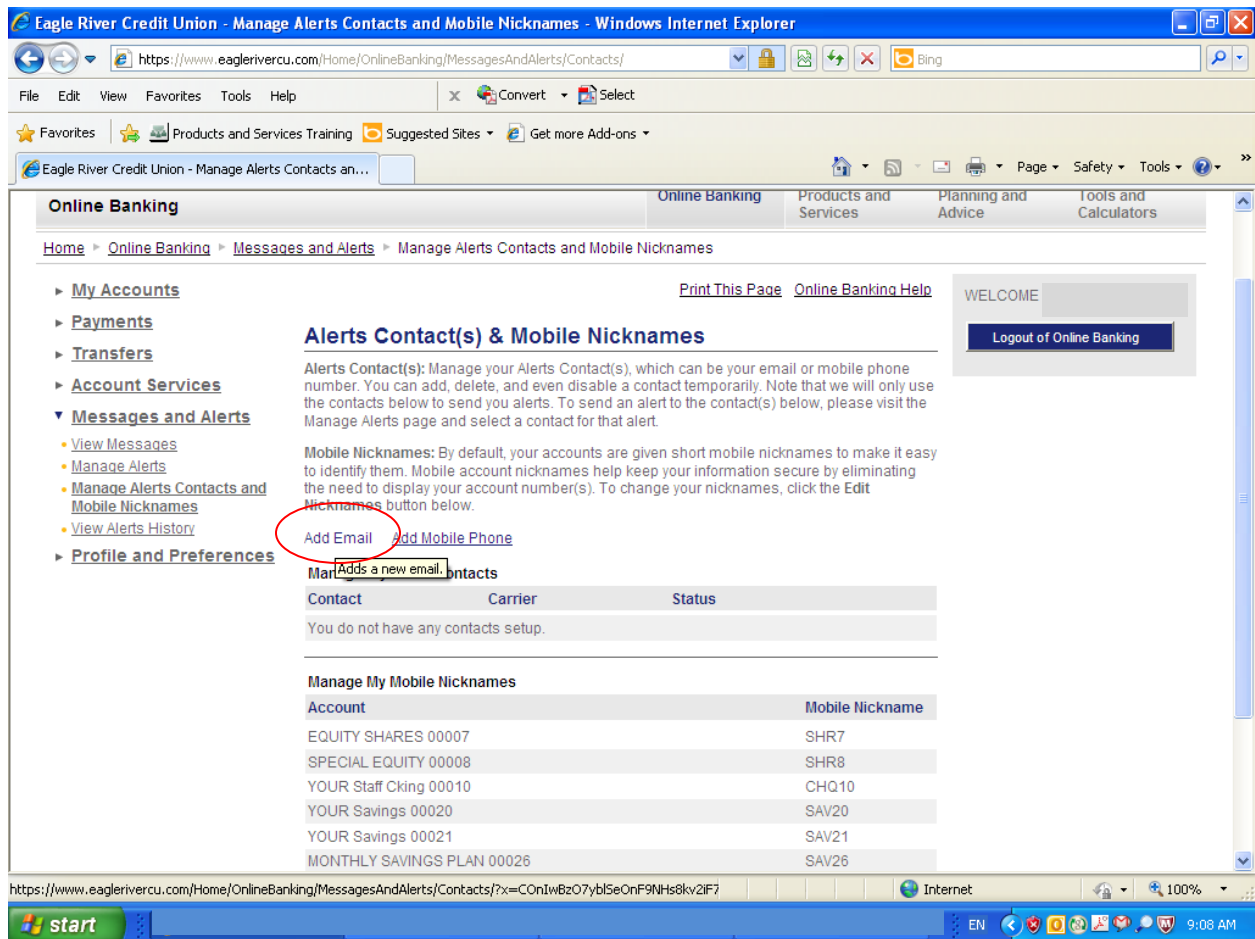 Eagle River Credit Union - Manage Alerts Contacts and Mobile Nicknames - Windows Internet Explorer
https://www.eaglerivercu.com/Home/OnlineBanking/MessagesAndAlerts/Contacts/
Bing
File Edit View Favorites Tools Help x Convert Select
Favorites Products and Services Training Suggested Sites Get more Add-ons
Eagle River Credit Union - Manage Alerts Contacts an... Page Safety Tools »
Online Banking
Online Banking Products and Services Planning and Advice Tools and Calculators
Home Online Banking Messages and Alerts Manage Alerts Contacts and Mobile Nicknames
My Accounts
Payments
Transfers
Account Services
Messages and Alerts
View Messages
Manage Alerts
Manage Alerts Contacts and
Mobile Nicknames
View Alerts History
Profile and Preferences
Print This Page Online Banking Help
Alerts Contact(s) & Mobile Nicknames
Alerts Contact(s): Manage your Alerts Contact(s), which can be your email or mobile phone
number. You can add, delete, and even disable a contact temporarily. Note that we will only use
the contacts below to send you alerts. To send an alert to the contact(s) below, please visit the
Manage Alerts page and select a contact for that alert.
Mobile Nicknames: By default, your accounts are given short mobile nicknames to make it easy
to identify them. Mobile account nicknames help keep your information secure by eliminating
the need to display your account number(s). To change your nicknames, click the Edit
Nicknames button below.
Add Email Add Mobile Phone
Adds a new email.
Contact Carrier Status
You do not have any contacts setup.
Manage My Mobile Nicknames
Account Mobile Nickname
EQUITY SHARES 00007 SHR7
SPECIAL EQUITY 00008 SHR8
YOUR Staff Cking 00010 CHQ10
YOUR Savings 00020 SAV20
YOUR Savings 00021 SAV21
MONTHLY SAVINGS PLAN 00026 SAV26
WELCOME
Logout of Online Banking
https://www.eaglerivercu.com/Home/OnlineBanking/MessagesAndAlerts/Contacts/?x=COnIwBzO7yblSeOnF9NHs8kv2iF7 Internet 100%
start EN 9:08 AM